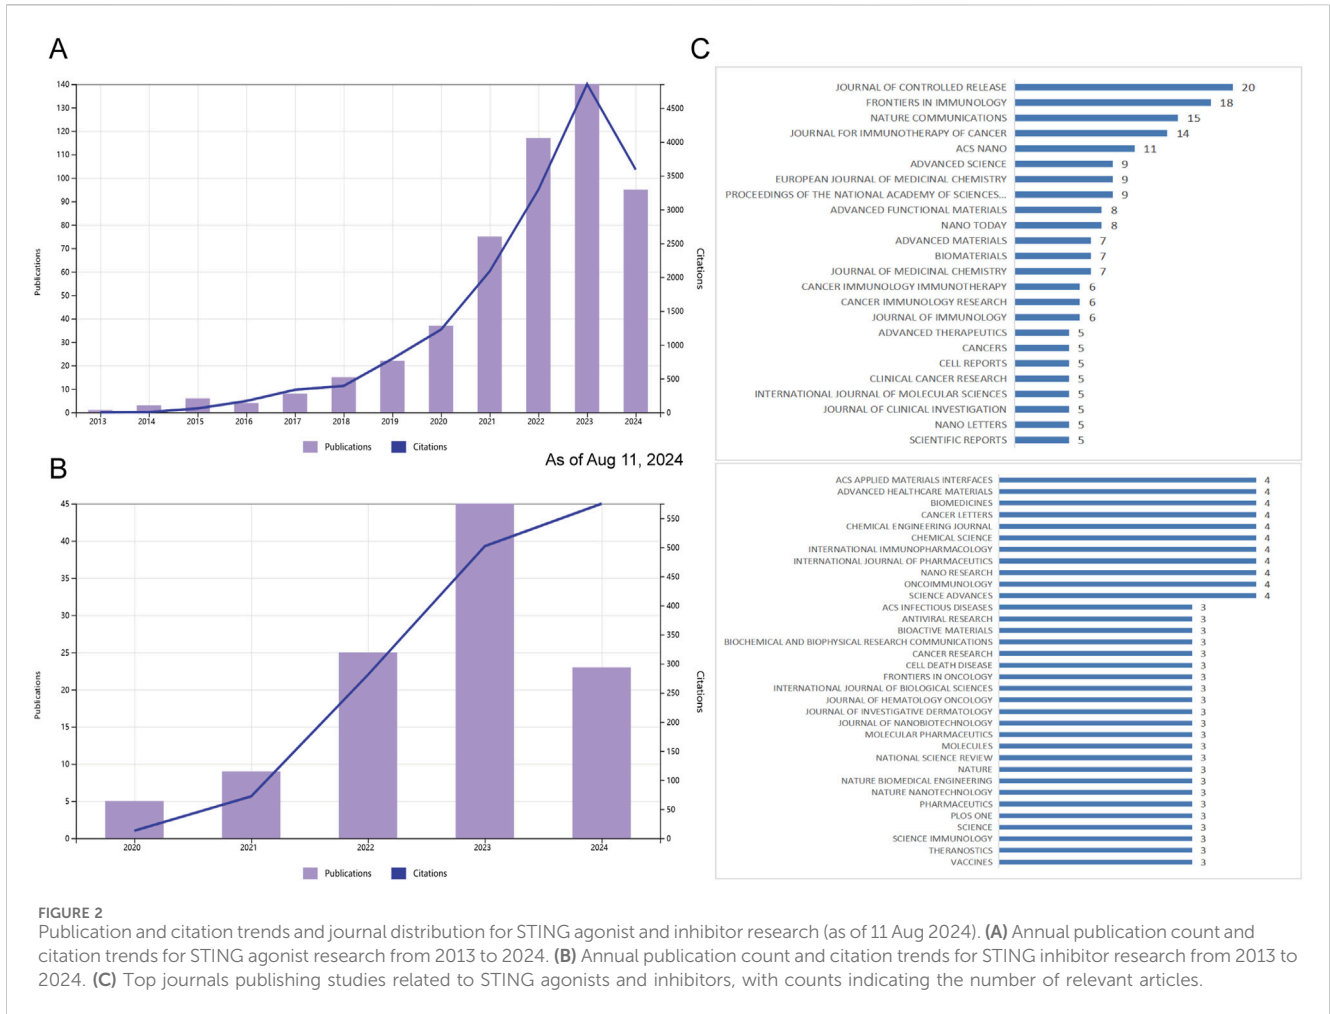 A
140
130
120
110
100
90
80
70
60
50
40
30
20
10
0
Publications
4500
4000
3500
3000
2500
2000
1500
1000
500
0
Citations
2013 2014 2015 2016 2017 2018 2019 2020 2021 2022 2023 2024
Publications Citations
As of Aug 11, 2024
B
45
40
35
30
25
20
15
10
5
0
Publications
550
500
450
400
350
300
250
200
150
100
50
0
Citations
2020 2021 2022 2023 2024
Publications Citations
C
JOURNAL OF CONTROLLED RELEASE 20
FRONTIERS IN IMMUNOLOGY 18
NATURE COMMUNICATIONS 15
JOURNAL FOR IMMUNOTHERAPY OF CANCER 14
ACS NANO 11
ADVANCED SCIENCE 9
EUROPEAN JOURNAL OF MEDICINAL CHEMISTRY 9
PROCEEDINGS OF THE NATIONAL ACADEMY OF SCIENCES... 9
ADVANCED FUNCTIONAL MATERIALS 8
NANO TODAY 8
ADVANCED MATERIALS 7
BIOMATERIALS 7
JOURNAL OF MEDICINAL CHEMISTRY 7
CANCER IMMUNOLOGY IMMUNOTHERAPY 6
CANCER IMMUNOLOGY RESEARCH 6
JOURNAL OF IMMUNOLOGY 6
ADVANCED THERAPEUTICS 5
CANCERS 5
CELL REPORTS 5
CLINICAL CANCER RESEARCH 5
INTERNATIONAL JOURNAL OF MOLECULAR SCIENCES 5
JOURNAL OF CLINICAL INVESTIGATION 5
NANO LETTERS 5
SCIENTIFIC REPORTS 5
ACS APPLIED MATERIALS INTERFACES 4
ADVANCED HEALTHCARE MATERIALS 4
BIOMEDICINES 4
CANCER LETTERS 4
CHEMICAL ENGINEERING JOURNAL 4
CHEMICAL SCIENCE 4
INTERNATIONAL IMMUNOPHARMACOLOGY 4
INTERNATIONAL JOURNAL OF PHARMACEUTICS 4
NANO RESEARCH 4
ONCOIMMUNOLOGY 4
SCIENCE ADVANCES 4
ACS INFECTIOUS DISEASES 3
ANTIVIRAL RESEARCH 3
BIOACTIVE MATERIALS 3
BIOCHEMICAL AND BIOPHYSICAL RESEARCH COMMUNICATIONS 3
CANCER RESEARCH 3
CELL DEATH DISEASE 3
FRONTIERS IN ONCOLOGY 3
INTERNATIONAL JOURNAL OF BIOLOGICAL SCIENCES 3
JOURNAL OF HEMATOLOGY ONCOLOGY 3
JOURNAL OF INVESTIGATIVE DERMATOLOGY 3
JOURNAL OF NANOBIOTECHNOLOGY 3
MOLECULAR PHARMACEUTICS 3
MOLECULES 3
NATIONAL SCIENCE REVIEW 3
NATURE 3
NATURE BIOMEDICAL ENGINEERING 3
NATURE NANOTECHNOLOGY 3
PHARMACEUTICS 3
PLOS ONE 3
SCIENCE 3
SCIENCE IMMUNOLOGY 3
THERANOSTICS 3
VACCINES 3
FIGURE 2
Publication and citation trends and journal distribution for STING agonist and inhibitor research (as of 11 Aug 2024). (A) Annual publication count and
citation trends for STING agonist research from 2013 to 2024. (B) Annual publication count and citation trends for STING inhibitor research from 2013 to
2024. (C) Top journals publishing studies related to STING agonists and inhibitors, with counts indicating the number of relevant articles.